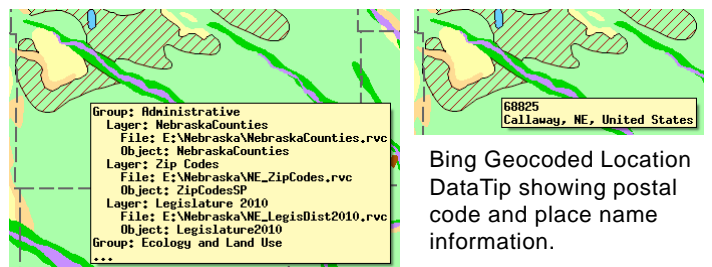 Group: Administrative
Layer: NebraskaCounties
File: E:\Nebraska\NebraskaCounties.rvc
Object: NebraskaCounties
Layer: Zip Codes
File: E:\Nebraska\NE_ZipCodes.rvc
Object: ZipCodesSP
Layer: Legislature 2010
File: E:\Nebraska\NE_LegisDist2010.rvc
Object: Legislature2010
Group: Ecology and Land Use
...
68825
Callaway, NE, United States
Bing Geocoded Location
DataTip showing postal
code and place name
information.